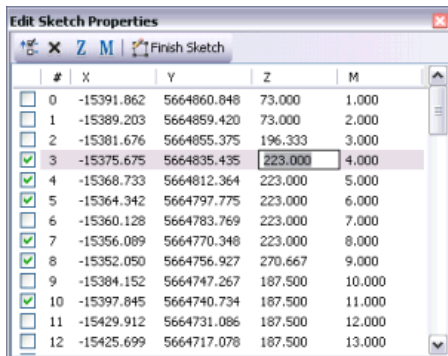 Edit Sketch Properties
Z M Finish Sketch
# X Y Z M
0 -15391.862 5664860.848 73.000 1.000
1 -15389.203 5664859.420 73.000 2.000
2 -15381.676 5664855.375 196.333 3.000
3 -15375.675 5664835.435 223.000 4.000
4 -15368.733 5664812.364 223.000 5.000
5 -15364.342 5664797.775 223.000 6.000
6 -15360.128 5664783.769 223.000 7.000
7 -15356.089 5664770.348 223.000 8.000
8 -15352.050 5664756.927 270.667 9.000
9 -15384.152 5664747.267 187.500 10.000
10 -15397.845 5664740.734 187.500 11.000
11 -15429.912 5664731.086 187.500 12.000
12 -15425.699 5664717.078 187.500 13.000